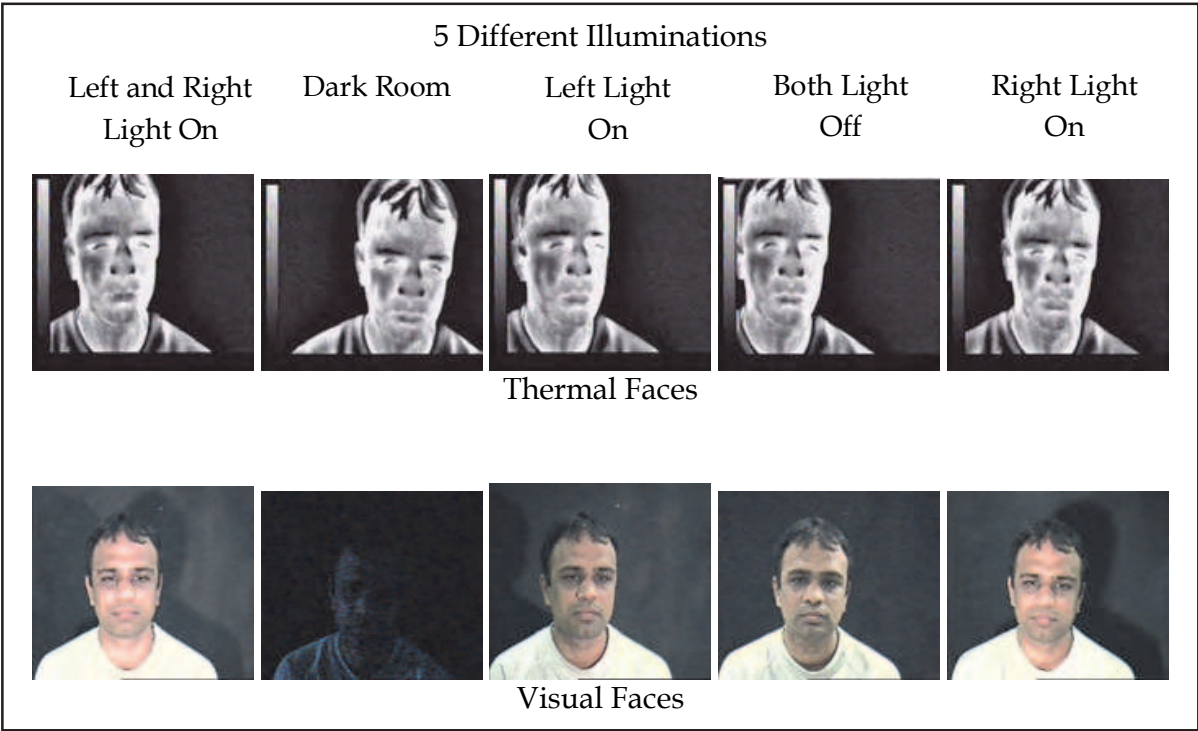 5 Different Illuminations
Left and Right Light On
Dark Room
Left Light On
Both Light Off
Right Light On
Thermal Faces
Visual Faces